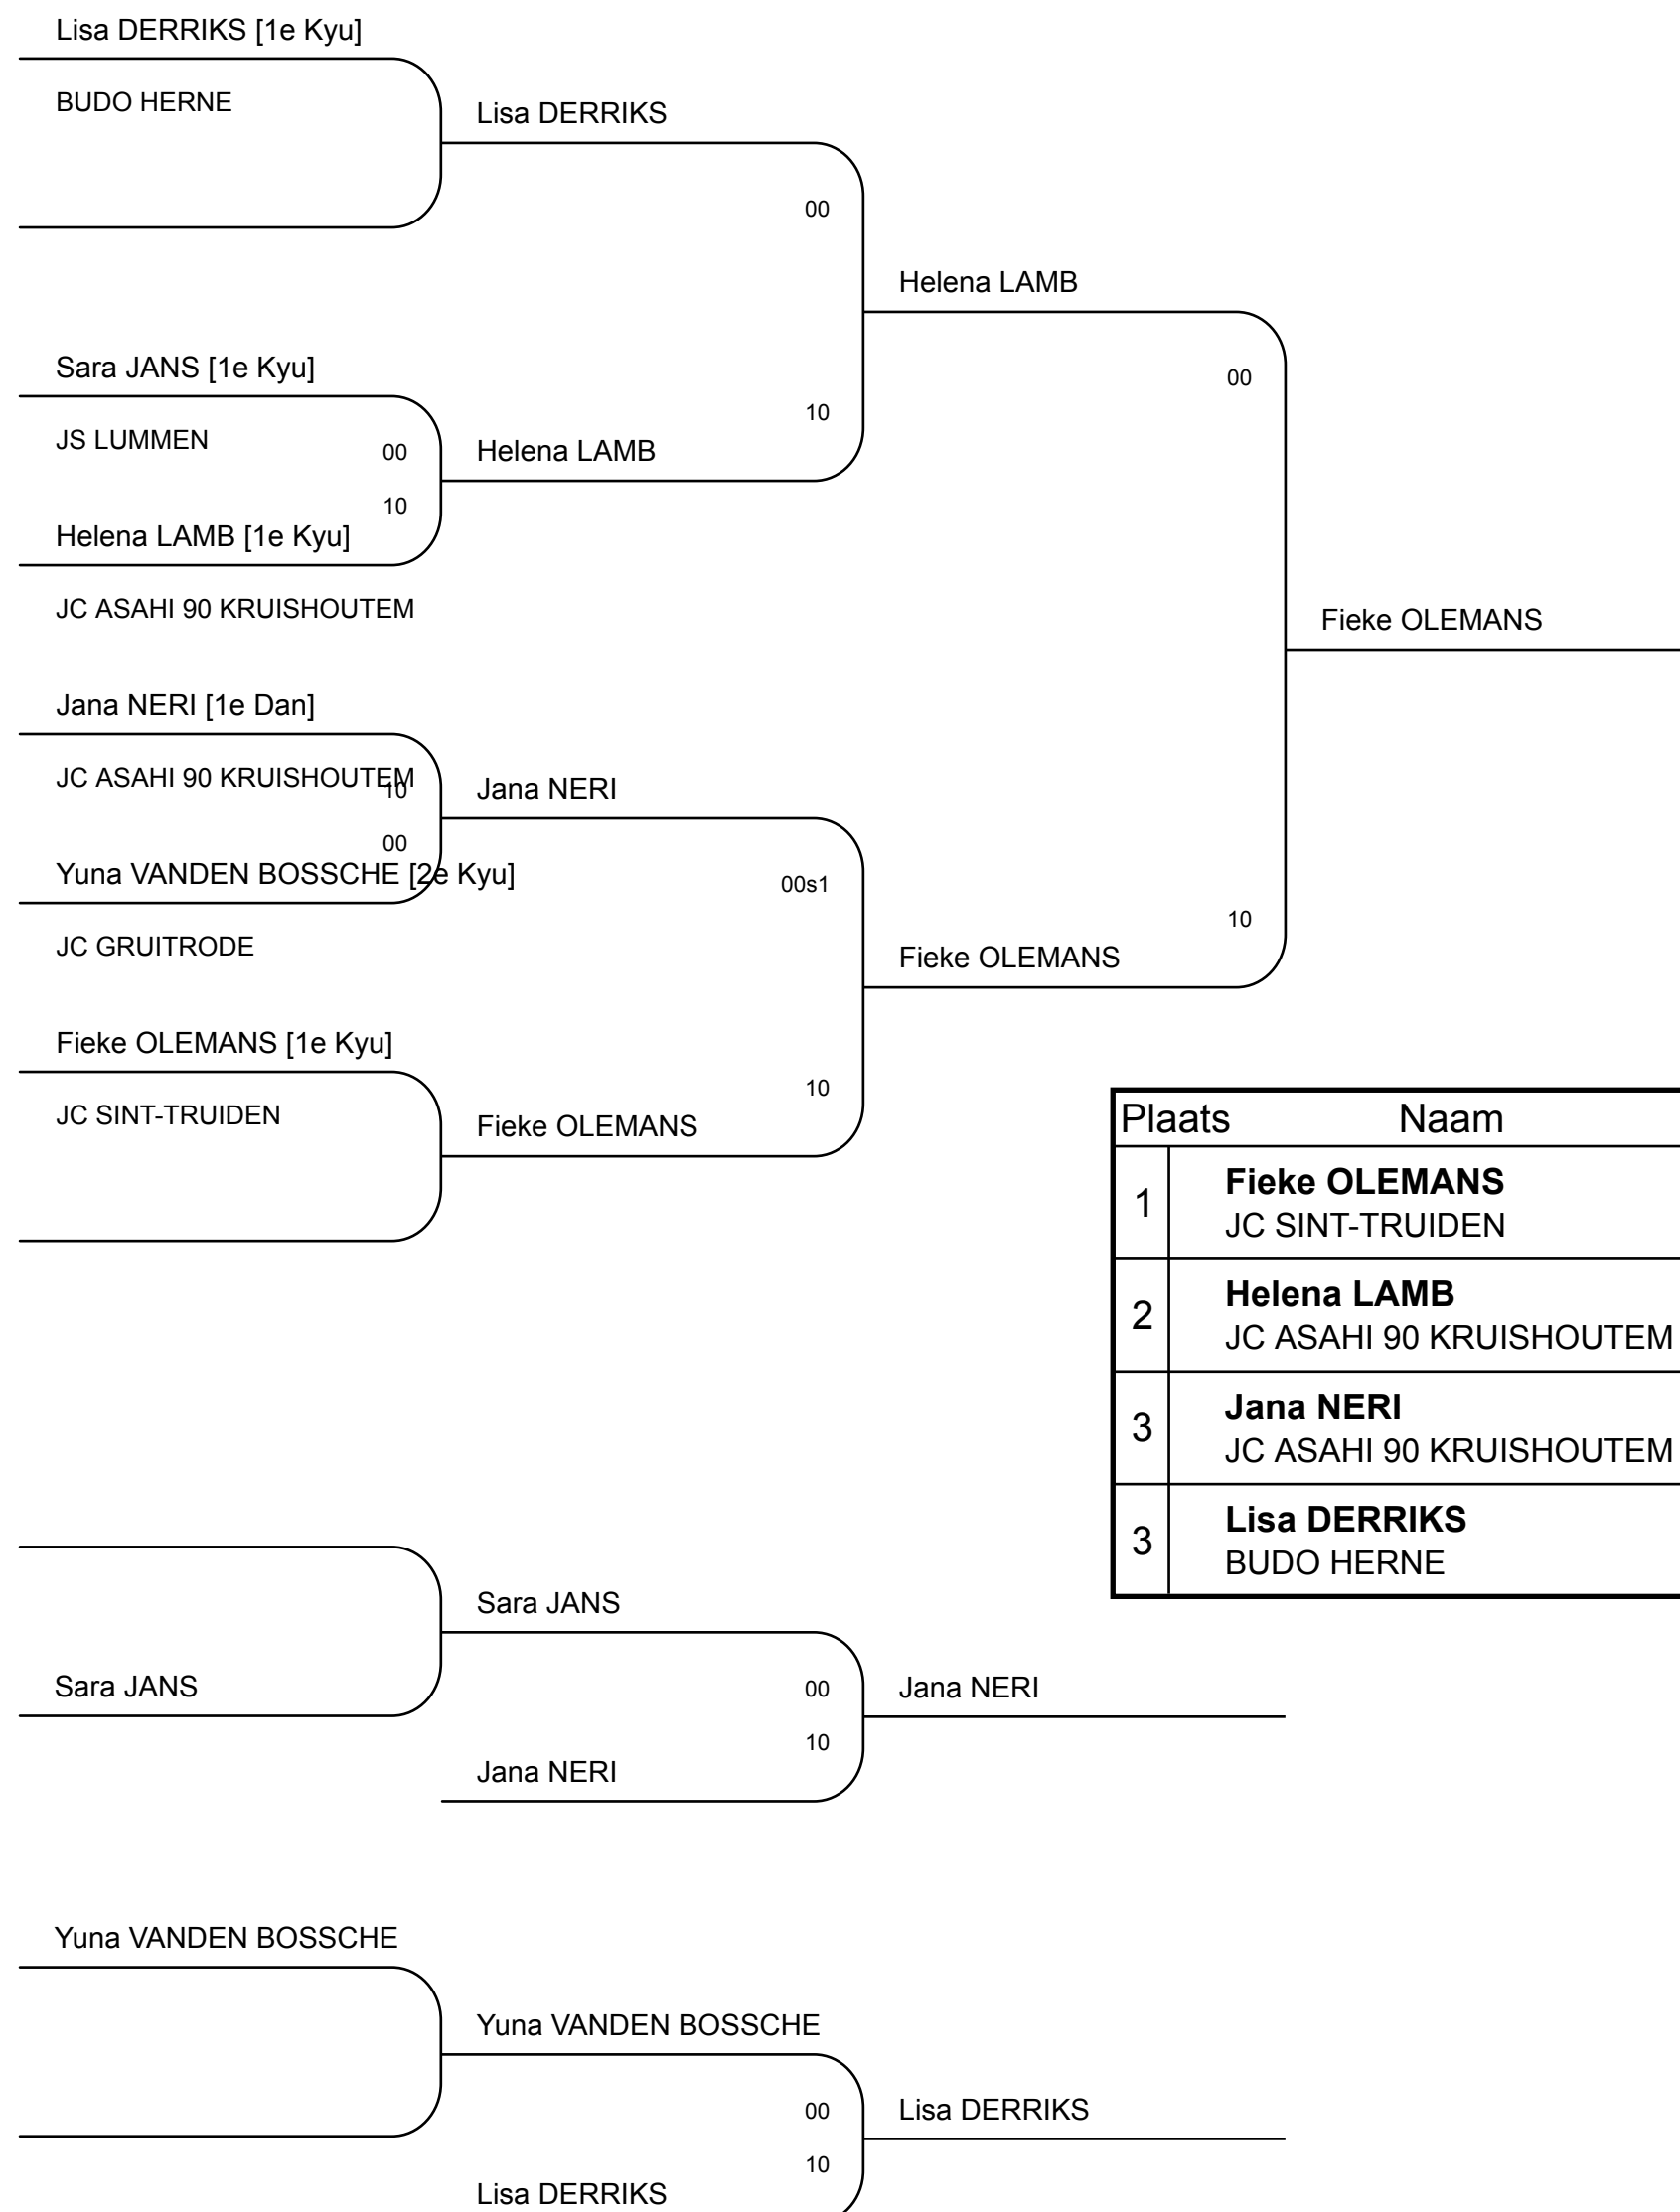 Lisa DERRIKS [1e Kyu]
BUDO HERNE
Lisa DERRIKS
00
Helena LAMB
Sara JANS [1e Kyu]
00
10
JS LUMMEN
00
Helena LAMB
10
Helena LAMB [1e Kyu]
JC ASAHI 90 KRUISHOUTEM
Fieke OLEMANS
Jana NERI [1e Dan]
JC ASAHI 90 KRUISHOUTEM
10
Jana NERI
00
Yuna VANDEN BOSSCHE [2e Kyu]
00s1
10
JC GRUITRODE
Fieke OLEMANS
Fieke OLEMANS [1e Kyu]
10
JC SINT-TRUIDEN
Fieke OLEMANS
Plaats Naam
1 Fieke OLEMANS
JC SINT-TRUIDEN
2 Helena LAMB
JC ASAHI 90 KRUISHOUTEM
3 Jana NERI
JC ASAHI 90 KRUISHOUTEM
3 Lisa DERRIKS
BUDO HERNE
Sara JANS
Sara JANS
00
Jana NERI
10
Jana NERI
Yuna VANDEN BOSSCHE
Yuna VANDEN BOSSCHE
00
Lisa DERRIKS
10
Lisa DERRIKS